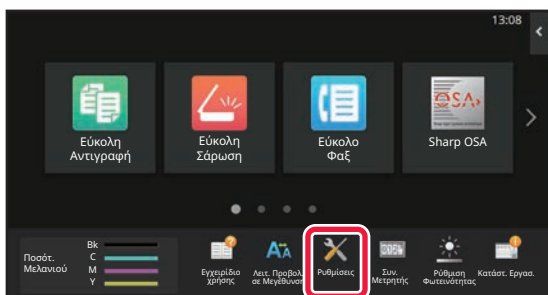 13:08
Εύκολη
Αντιγραφή
Εύκολη
Σάρωση
Εύκολο
Φαξ
OSA
Sharp OSA
Ποσότ.
Μελανιού
Bk
C
M
Y
Εγχειρίδιο
χρήσης
Λειτ. Προβολ.
σε Μεγέθυνση
Ρυθμίσεις
Συν.
Μετρητής
Ρύθμιση
Φωτεινότητας
Κατάστ. Εργασ.